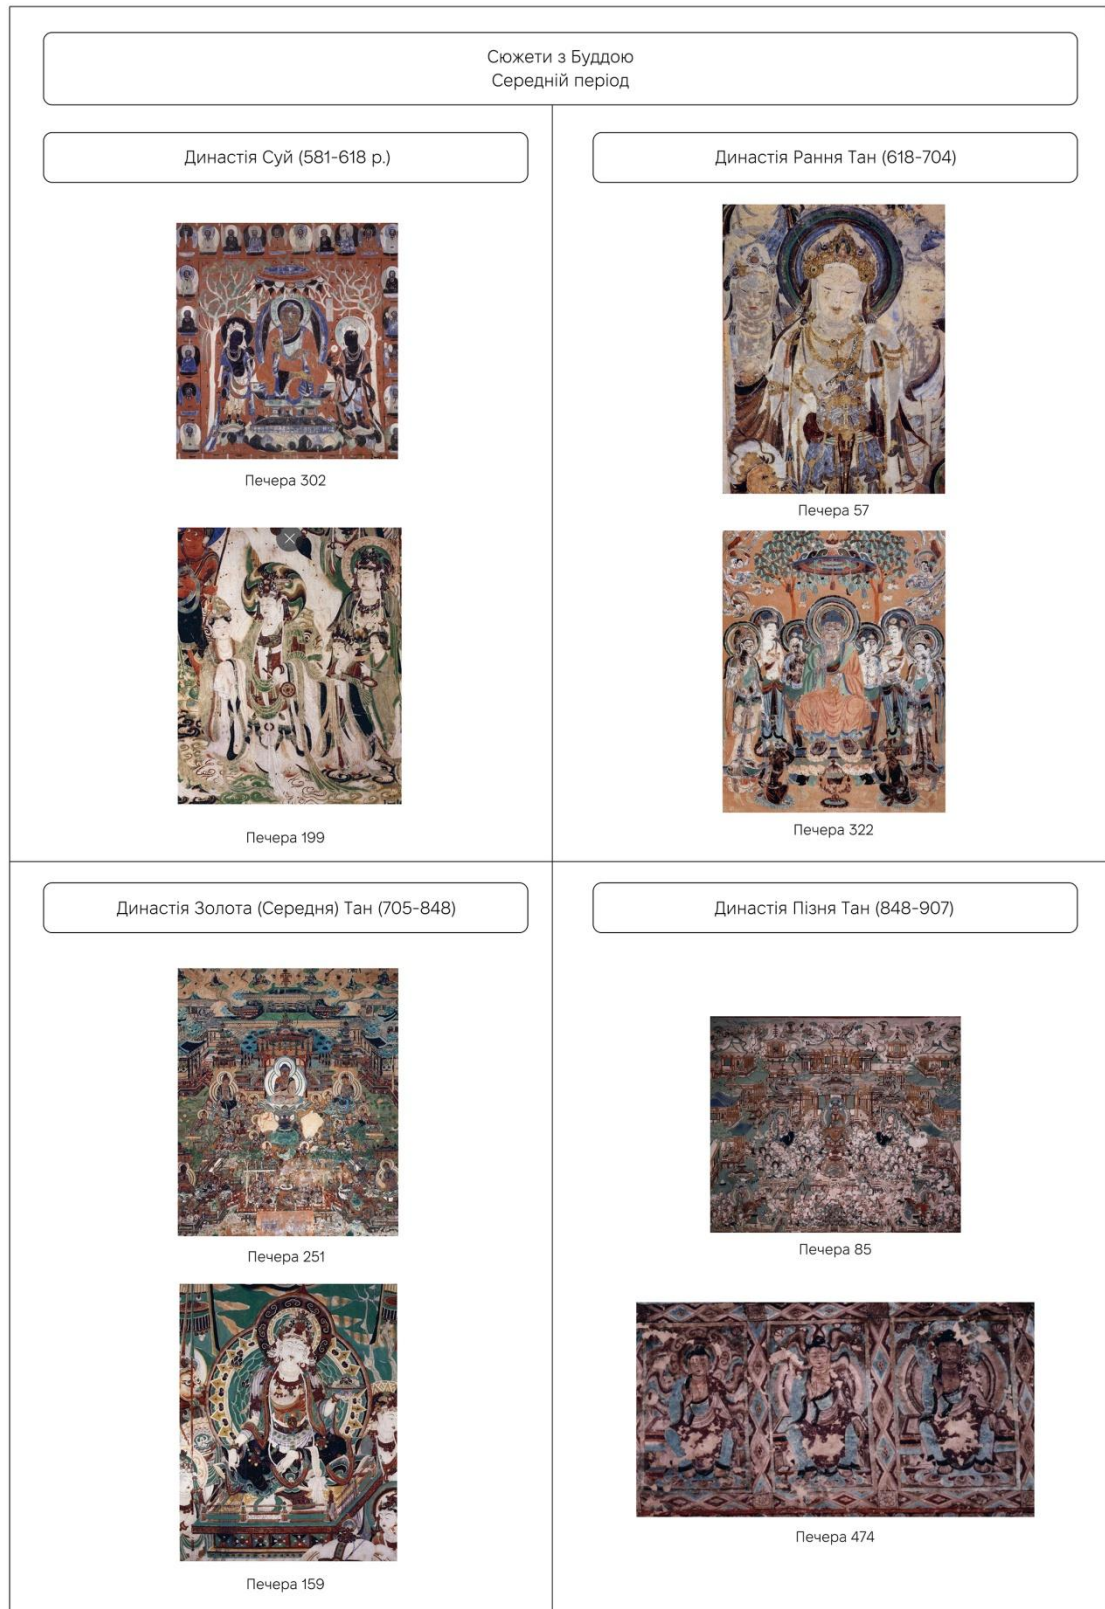 Сюжети з Буддою
Середній період
Династія Суй (581-618 р.)
Печера 302
Печера 199
Династія Рання Тан (618-704)
Печера 57
Печера 322
Династія Золота (Середня) Тан (705-848)
Печера 251
Печера 159
Династія Пізня Тан (848-907)
Печера 85
Печера 474